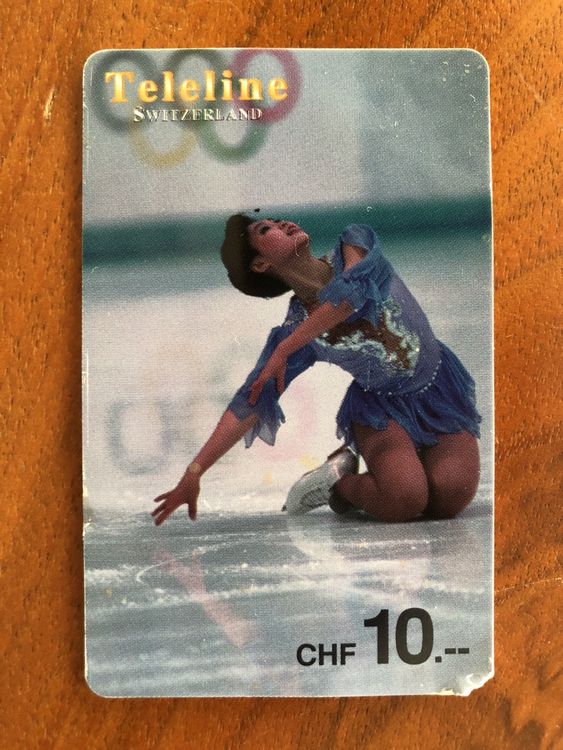 Teleline
SWITZERLAND
CHF 10.--